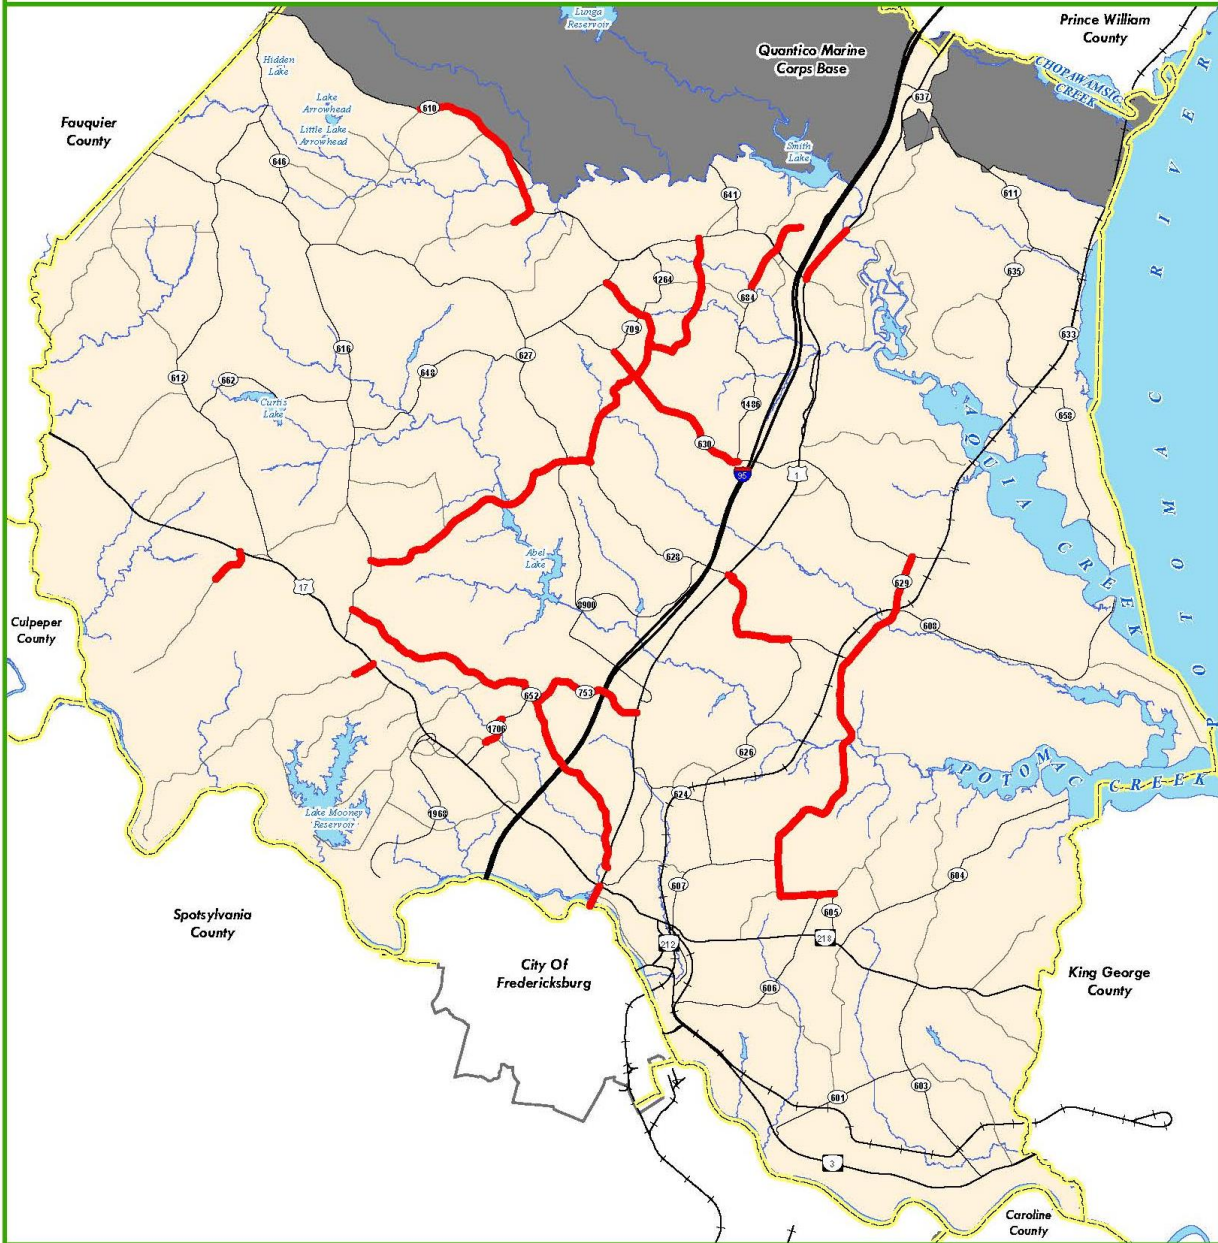 Lunga
Reservoir
Prince William
County
Quantico Marine
Corps Base
Hidden
Lake
CHOPAWAMSIC
CREEK
637
Lake
Arrowhead
610
Fauquier
County
Little Lake
Arrowhead
Smith
Lake
646
641
611
635
1264
684
709
633
616
627
648
612
662
Curtis
Lake
1486
658
630
95
1
AQUIA CREEK
POTOMAC RIVER
Abel
Lake
628
629
17
8900
608
Culpeper
County
652
753
1706
626
POTOMAC CREEK
624
Lake Mooney
Reservoir
1968
607
604
605
Spotsylvania
County
212
218
City Of
Fredericksburg
King George
County
606
603
601
3
Caroline
County